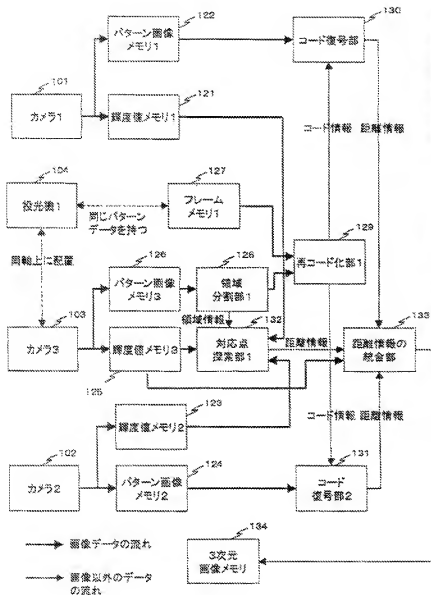 122
パターン画像
メモリ1
130
コード復号部
101
カメラ1
121
輝度値メモリ1
コード情報 距離情報
104
投光機1
同じパターン
データを持つ
127
フレーム
メモリ1
129
再コード化部1
同軸上に配置
126
パターン画像
メモリ3
128
領域
分割部1
領域情報
103
カメラ3
125
輝度値メモリ3
132
対応点
探索部1
距離情報
133
距離情報の
統合部
123
輝度値メモリ2
コード情報 距離情報
102
カメラ2
124
パターン画像
メモリ2
131
コード
復号部2
134
3次元
画像メモリ
画像データの流れ
画像以外のデータ
の流れ